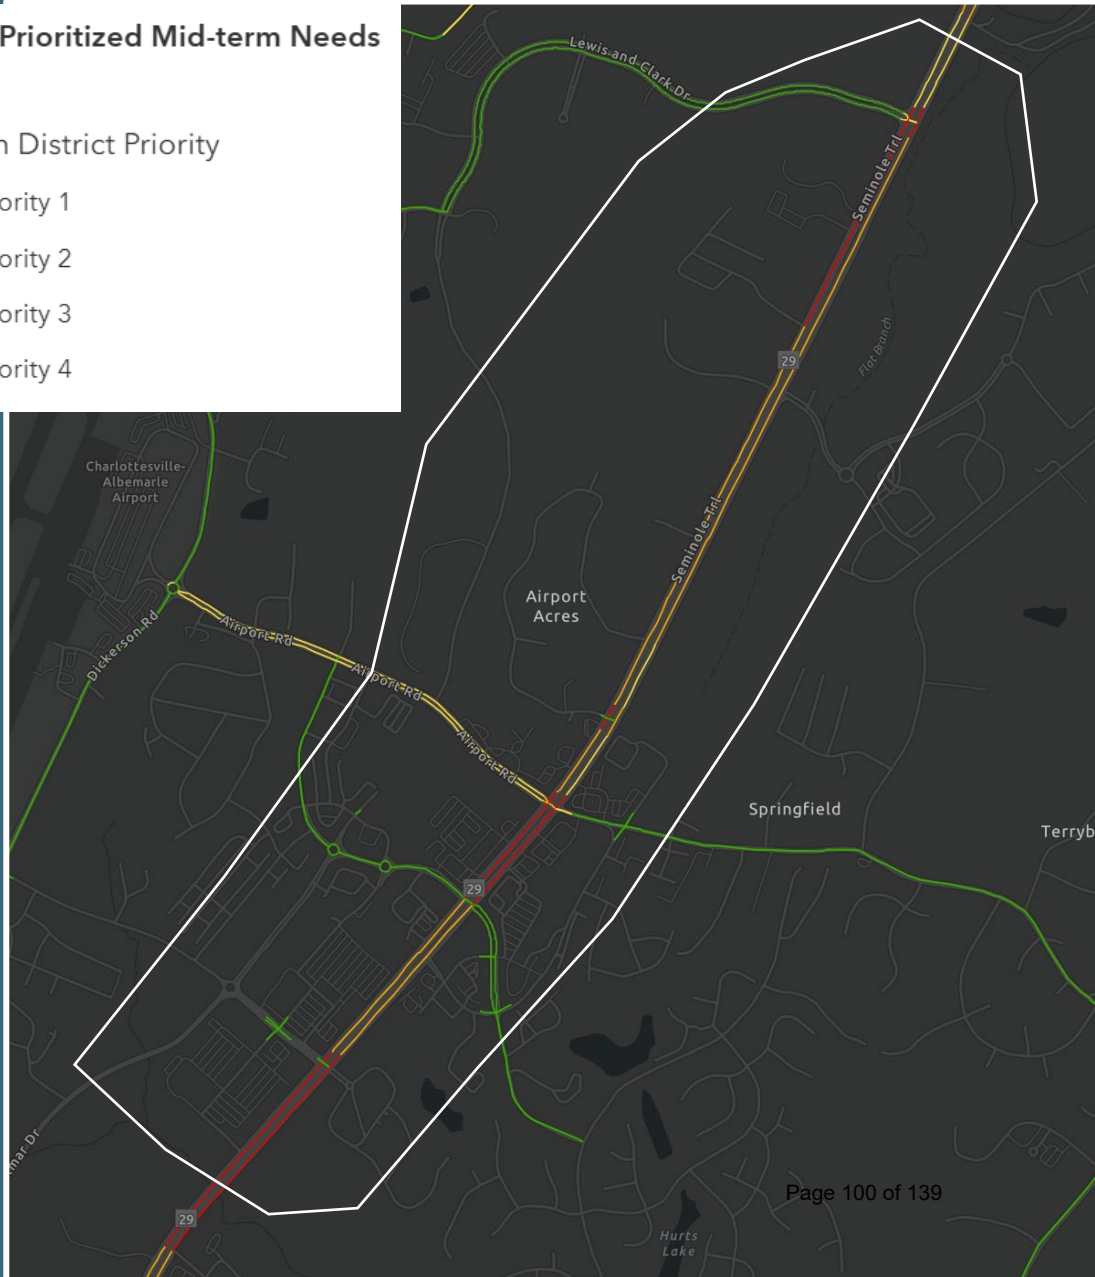 Prioritized Mid-term Needs
n District Priority
ority 1
ority 2
ority 3
ority 4
Lewis and Clark Dr
Seminole Trl
29
Flat Branch
Charlottesville-
Albemarle
Airport
Seminole Trl
Airport
Acres
Dickerson Rd
Airport Rd
Airport Rd
Airport Rd
Springfield
Terryb
29
mar Dr
Page 100 of 139
29
Hurts
Lake